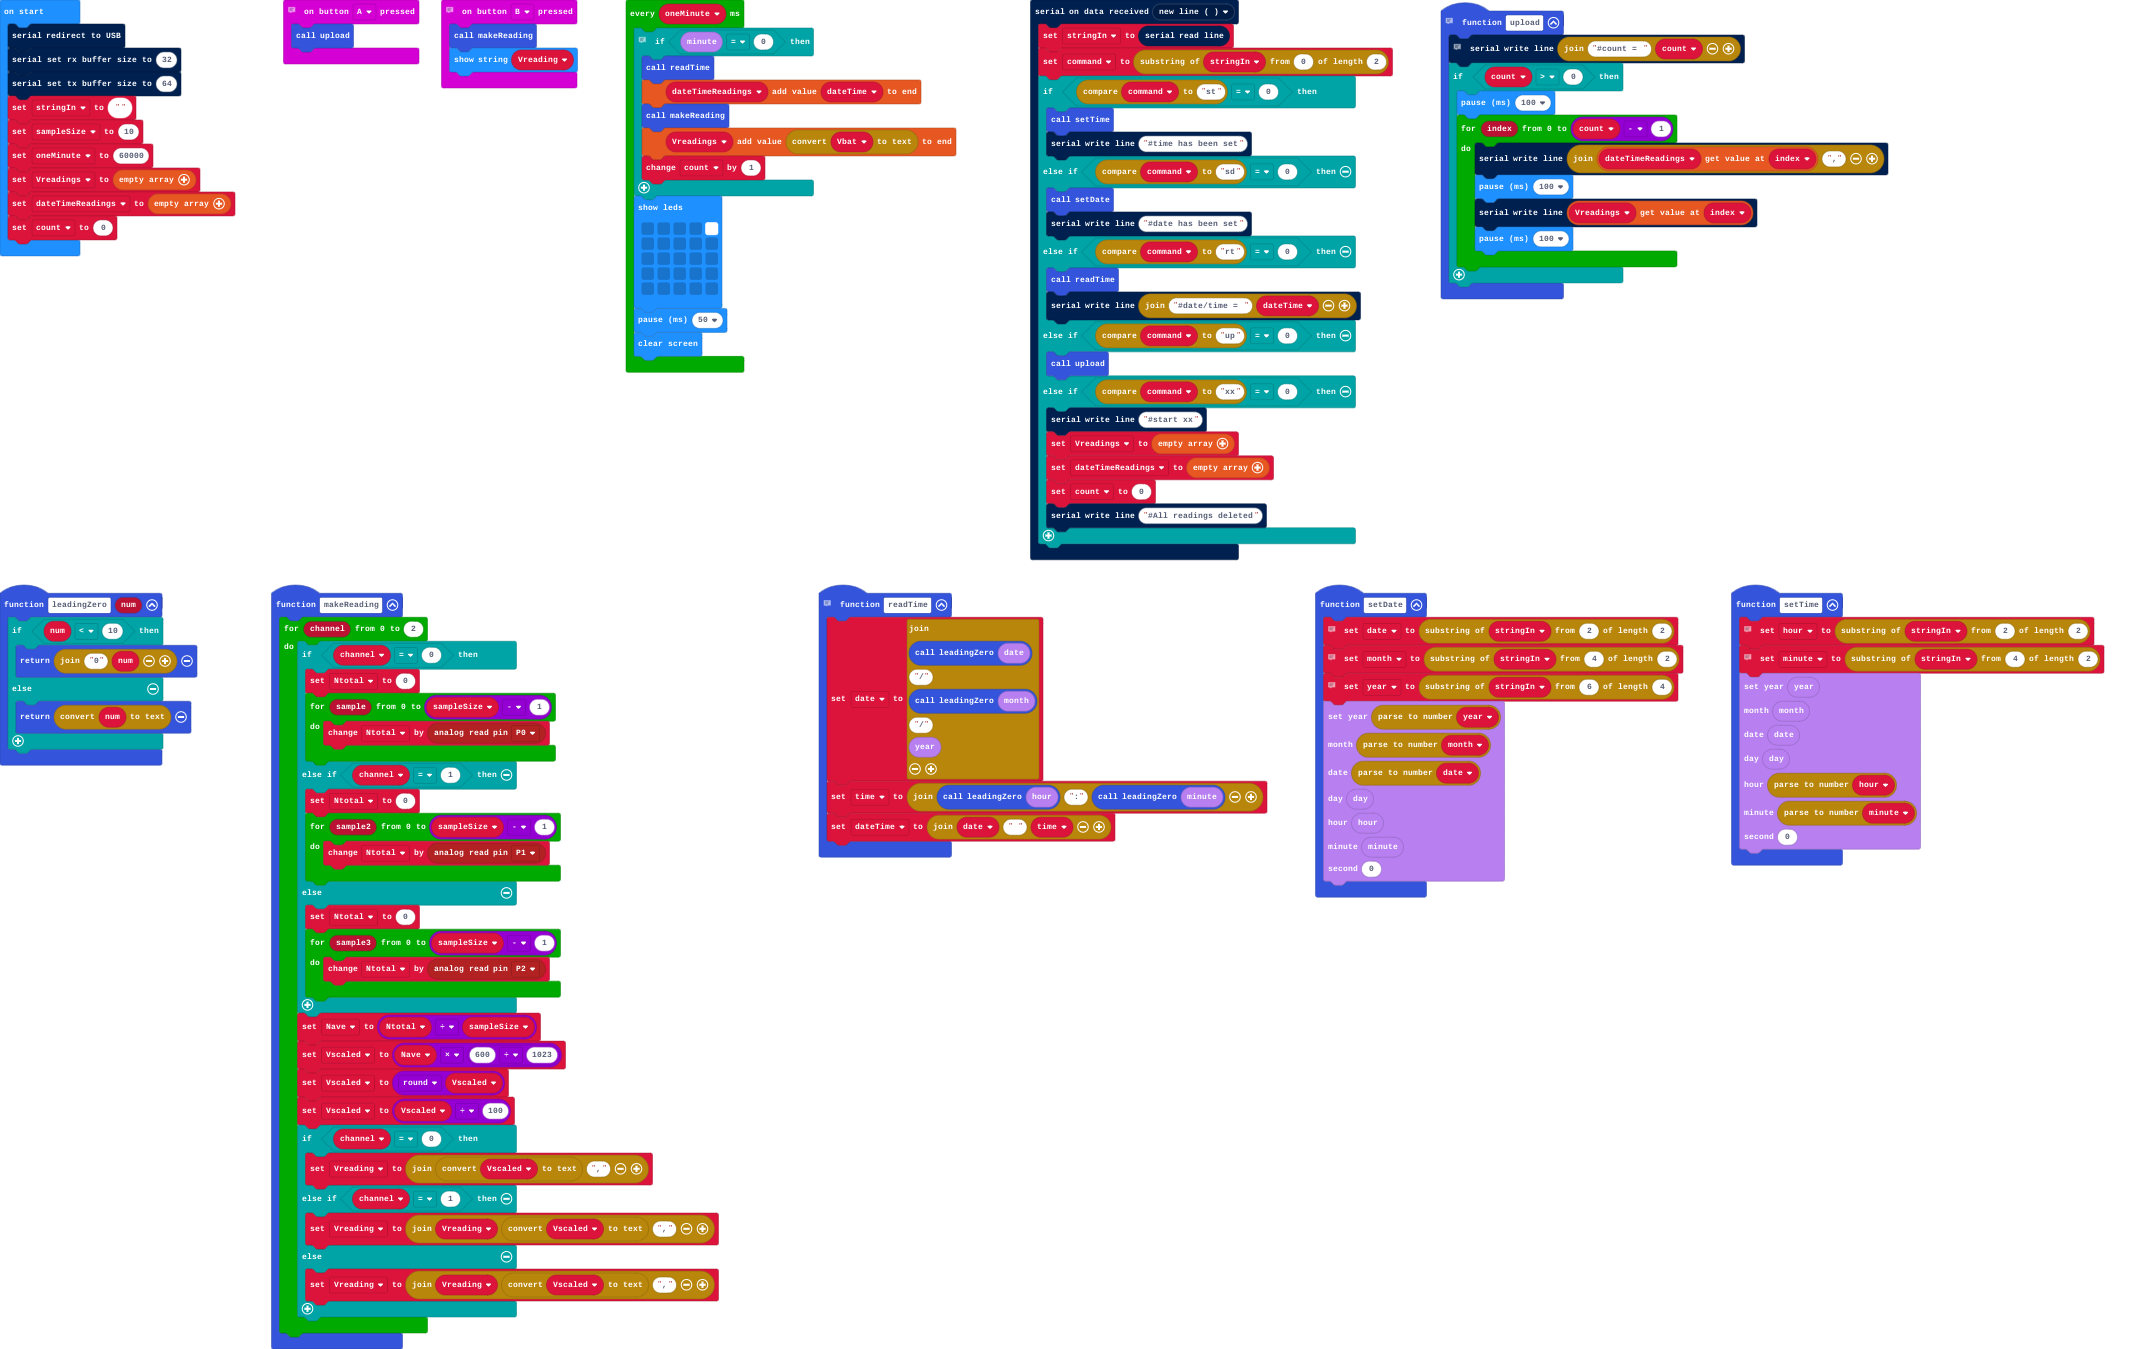 on start
serial redirect to USB
serial set rx buffer size to 32
serial set tx buffer size to 64
set stringIn to ""
set sampleSize to 10
set oneMinute to 60000
set Vreadings to empty array
set dateTimeReadings to empty array
set count to 0
on button A pressed
call upload
on button B pressed
call makeReading
show string Vreading
every oneMinute ms
if minute = 0 then
call readTime
dateTimeReadings add value dateTime to end
call makeReading
Vreadings add value convert Vbat to text to end
change count by 1
show leds
pause (ms) 50
clear screen
serial on data received new line ( )
set stringIn to serial read line
set command to substring of stringIn from 0 of length 2
if compare command to "st" = 0 then
call setTime
serial write line "#time has been set"
else if compare command to "sd" = 0 then
call setDate
serial write line "#date has been set"
else if compare command to "rt" = 0 then
call readTime
serial write line join "#date/time = " dateTime
else if compare command to "up" = 0 then
call upload
else if compare command to "xx" = 0 then
serial write line "#start xx"
set Vreadings to empty array
set dateTimeReadings to empty array
set count to 0
serial write line "#All readings deleted"
function upload
serial write line join "#count = " count
if count > 0 then
pause (ms) 100
for index from 0 to count - 1
do
serial write line join dateTimeReadings get value at index ","
pause (ms) 100
serial write line Vreadings get value at index
pause (ms) 100
function leadingZero num
if num < 10 then
return join "0" num
else
return convert num to text
function makeReading
for channel from 0 to 2
do
if channel = 0 then
set Ntotal to 0
for sample from 0 to sampleSize - 1
do
change Ntotal by analog read pin P0
else if channel = 1 then
set Ntotal to 0
for sample2 from 0 to sampleSize - 1
do
change Ntotal by analog read pin P1
else
set Ntotal to 0
for sample3 from 0 to sampleSize - 1
do
change Ntotal by analog read pin P2
set Nave to Ntotal ÷ sampleSize
set Vscaled to Nave × 600 ÷ 1023
set Vscaled to round Vscaled
set Vscaled to Vscaled ÷ 100
if channel = 0 then
set Vreading to join convert Vscaled to text ","
else if channel = 1 then
set Vreading to join Vreading convert Vscaled to text ","
else
set Vreading to join Vreading convert Vscaled to text ","
function readTime
set date to join
call leadingZero date
"/"
call leadingZero month
"/"
year
set time to join call leadingZero hour ":" call leadingZero minute
set dateTime to join date " " time
function setDate
set date to substring of stringIn from 2 of length 2
set month to substring of stringIn from 4 of length 2
set year to substring of stringIn from 6 of length 4
set year parse to number year
month parse to number month
date parse to number date
day day
hour hour
minute minute
second 0
function setTime
set hour to substring of stringIn from 2 of length 2
set minute to substring of stringIn from 4 of length 2
set year year
month month
date date
day day
hour parse to number hour
minute parse to number minute
second 0